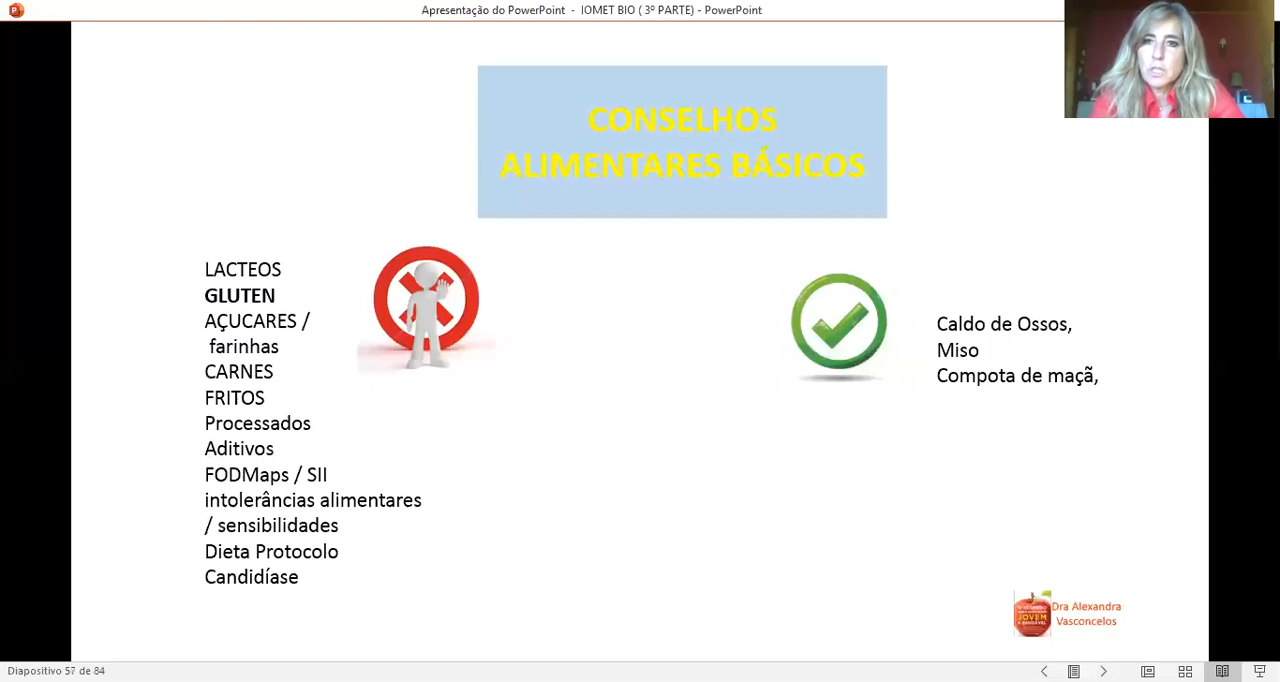 Apresentação do PowerPoint - IOMET BIO ( 3º PARTE) - PowerPoint
CONSELHOS
ALIMENTARES BÁSICOS
LACTEOS
GLUTEN
AÇUCARES /
farinhas
CARNES
FRITOS
Processados
Aditivos
FODMaps / SII
intolerâncias alimentares
/ sensibilidades
Dieta Protocolo
Candidíase
Caldo de Ossos,
Miso
Compota de maçã,
JOVEM
Dra Alexandra
Vasconcelos
Diapositivo 57 de 84